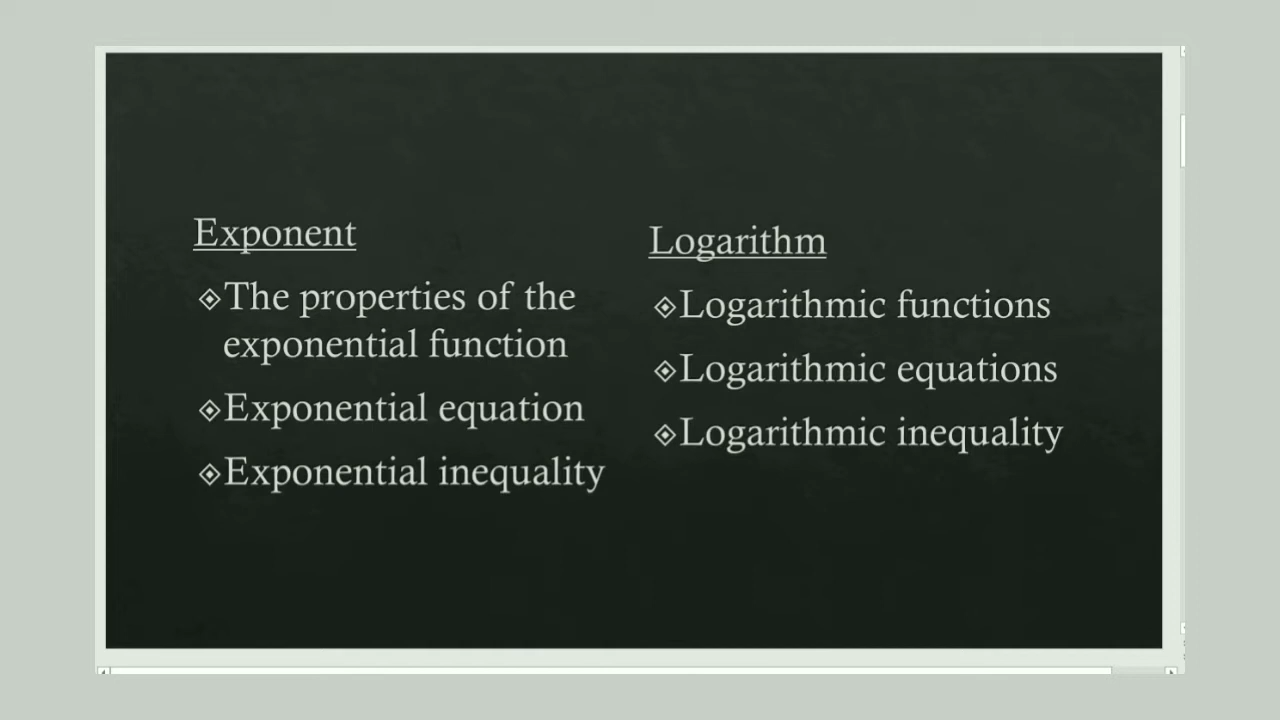 Exponent
The properties of the
exponential function
Exponential equation
Exponential inequality
Logarithm
Logarithmic functions
Logarithmic equations
Logarithmic inequality